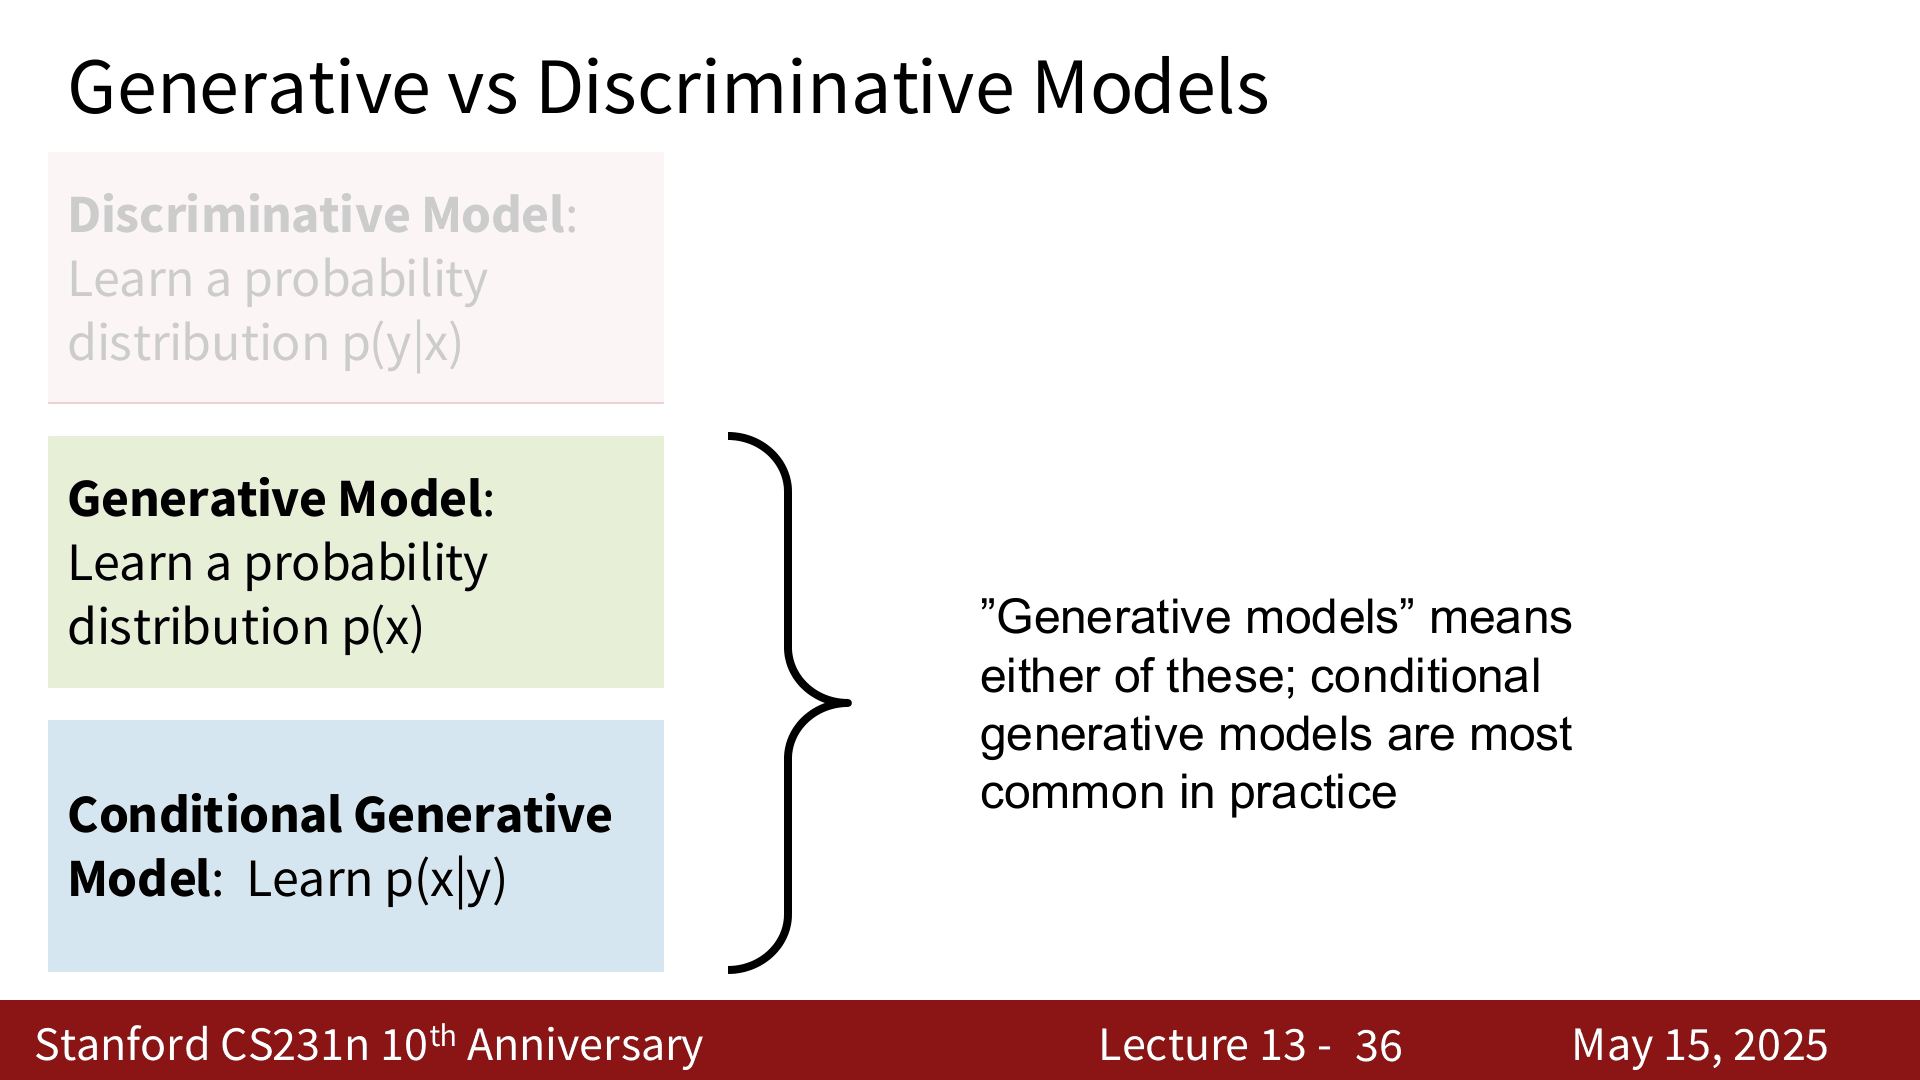 Generative vs Discriminative Models
Discriminative Model:
Learn a probability
distribution p(y|x)
Generative Model:
Learn a probability
distribution p(x)
Conditional Generative
Model: Learn p(x|y)
”Generative models” means
either of these; conditional
generative models are most
common in practice
Stanford CS231n 10th Anniversary
Lecture 13 - 36
May 15, 2025